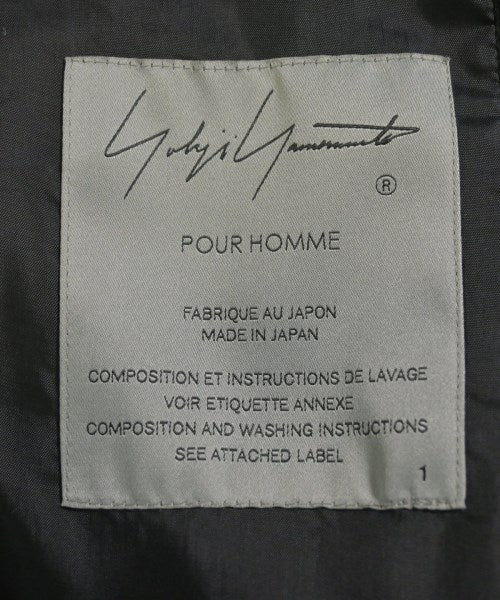 Yohji Yamamoto
®
POUR HOMME
FABRIQUE AU JAPON
MADE IN JAPAN
COMPOSITION ET INSTRUCTIONS DE LAVAGE
VOIR ETIQUETTE ANNEXE
COMPOSITION AND WASHING INSTRUCTIONS
SEE ATTACHED LABEL
1